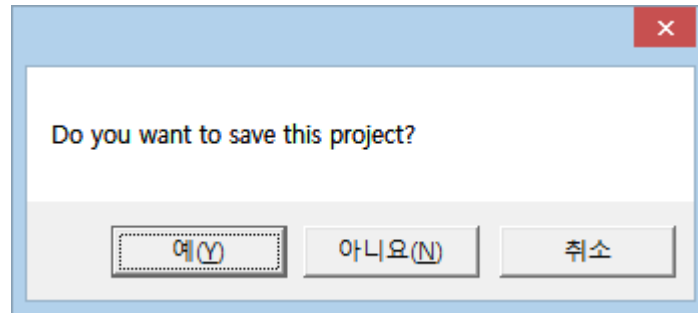 Do you want to save this project?
예(Y) 아니요(N) 취소